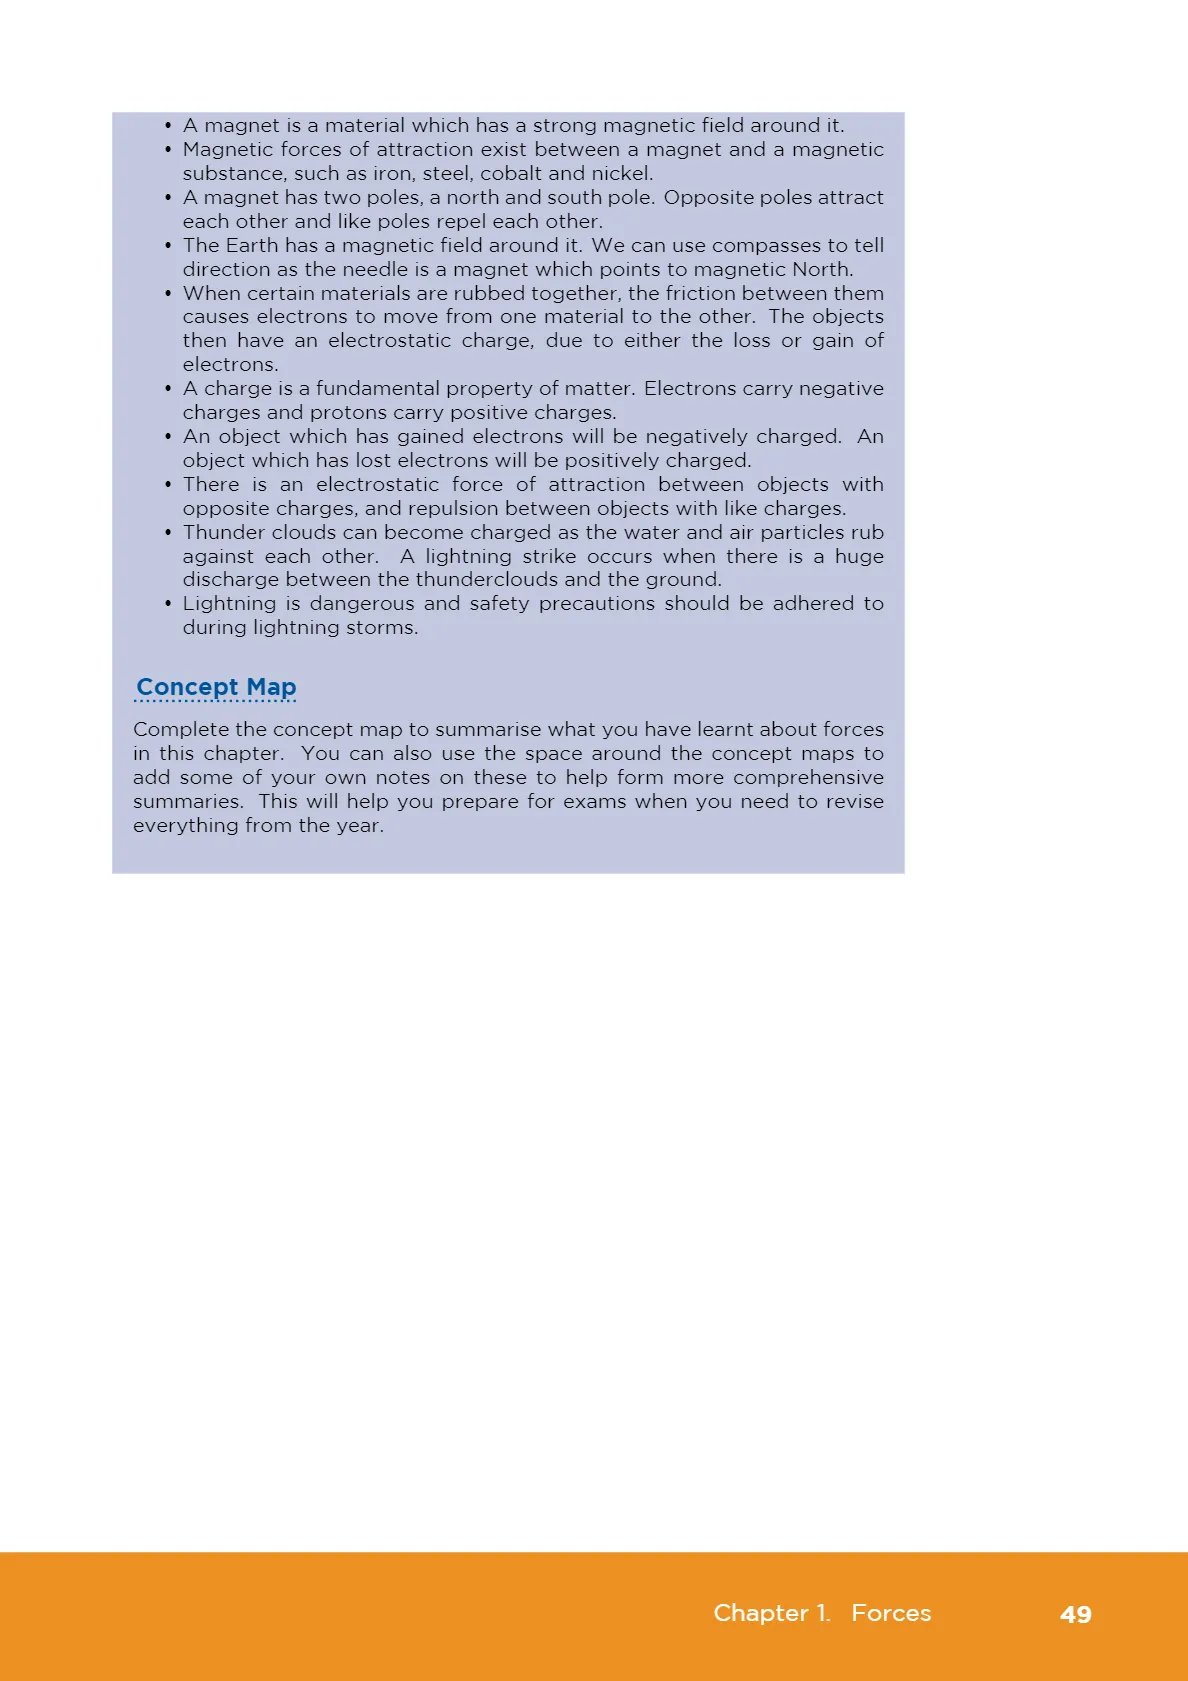 • A magnet is a material which has a strong magnetic field around it.
• Magnetic forces of attraction exist between a magnet and a magnetic
substance, such as iron, steel, cobalt and nickel.
• A magnet has two poles, a north and south pole. Opposite poles attract
each other and like poles repel each other.
• The Earth has a magnetic field around it. We can use compasses to tell
direction as the needle is a magnet which points to magnetic North.
• When certain materials are rubbed together, the friction between them
causes electrons to move from one material to the other. The objects
then have an electrostatic charge, due to either the loss or gain of
electrons.
• A charge is a fundamental property of matter. Electrons carry negative
charges and protons carry positive charges.
• An object which has gained electrons will be negatively charged. An
object which has lost electrons will be positively charged.
• There is an electrostatic force of attraction between objects with
opposite charges, and repulsion between objects with like charges.
• Thunder clouds can become charged as the water and air particles rub
against each other. A lightning strike occurs when there is a huge
discharge between the thunderclouds and the ground.
• Lightning is dangerous and safety precautions should be adhered to
during lightning storms.
Concept Map
Complete the concept map to summarise what you have learnt about forces
in this chapter. You can also use the space around the concept maps to
add some of your own notes on these to help form more comprehensive
summaries. This will help you prepare for exams when you need to revise
everything from the year.
Chapter 1. Forces 49